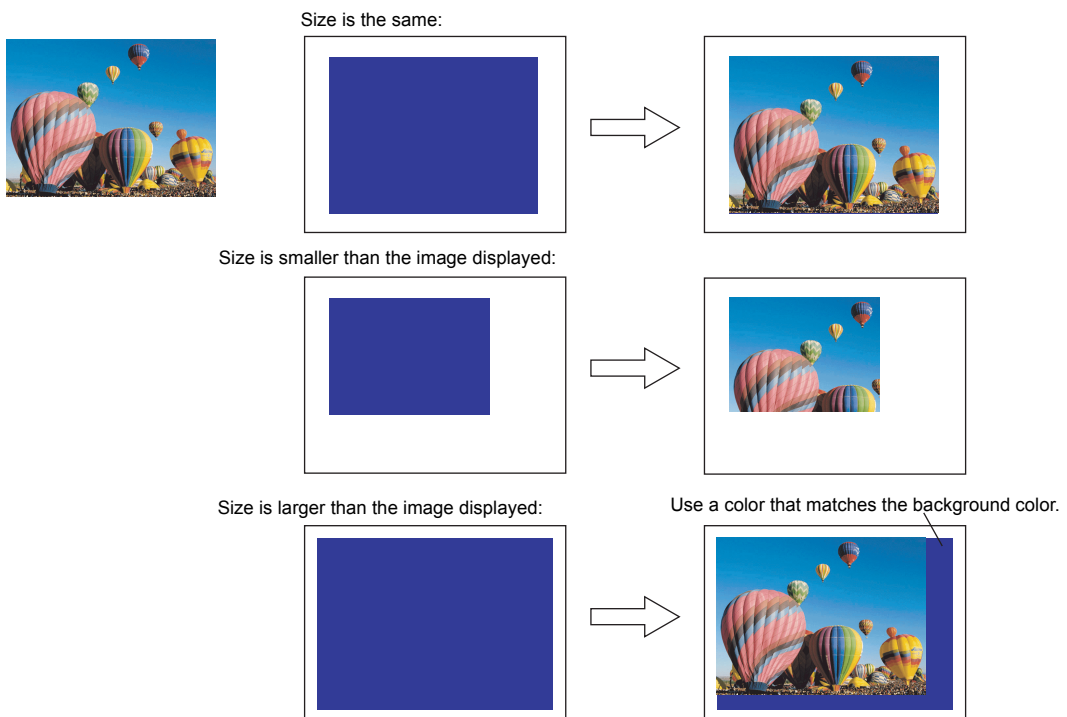 Size is the same:
Size is smaller than the image displayed:
Size is larger than the image displayed:
Use a color that matches the background color.